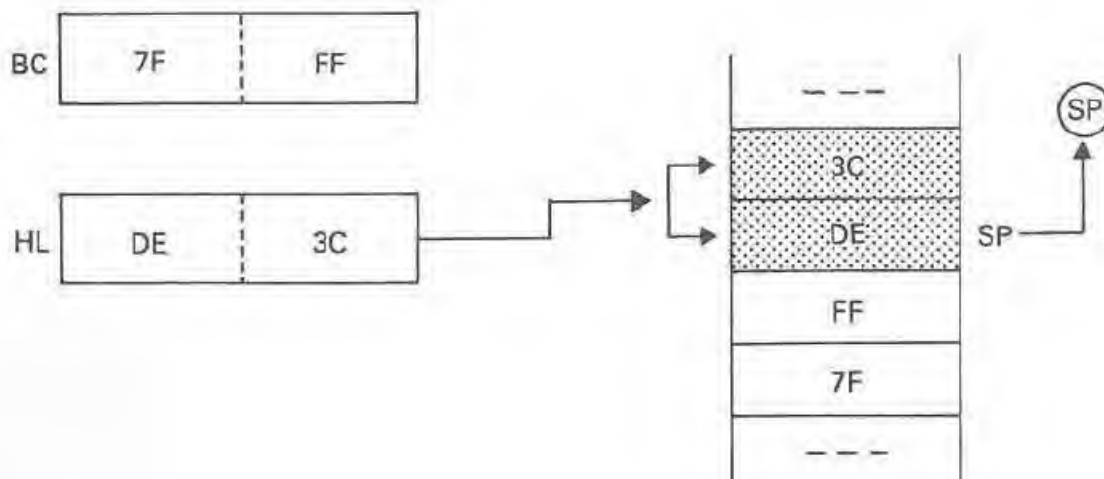 BC 7F FF
- - -
SP
3C
HL DE 3C
DE SP
FF
7F
- - - -